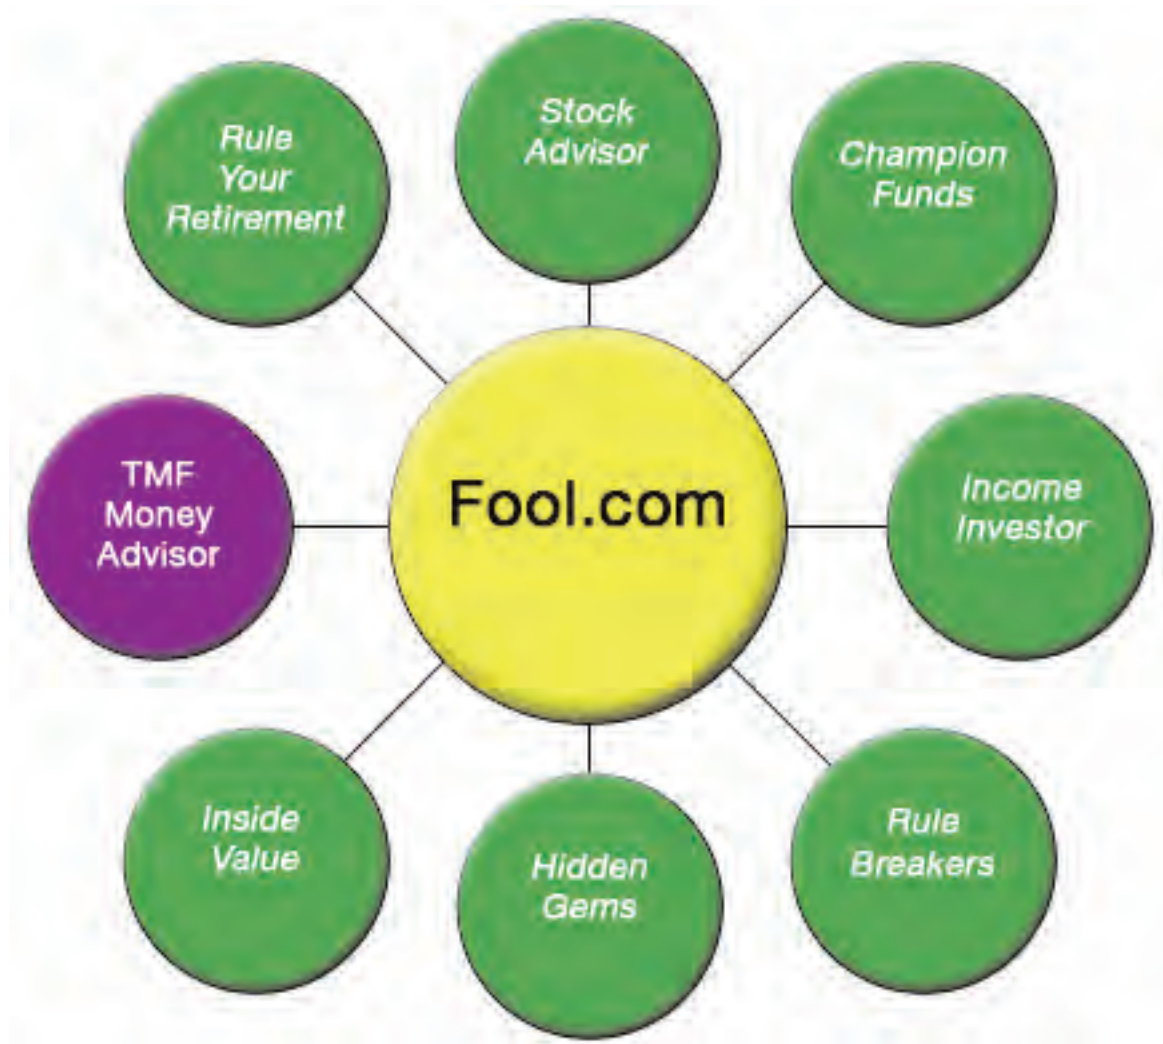 Stock
Advisor
Rule
Your
Retirement
Champion
Funds
TMF
Money
Advisor
Fool.com
Income
Investor
Inside
Value
Hidden
Gems
Rule
Breakers